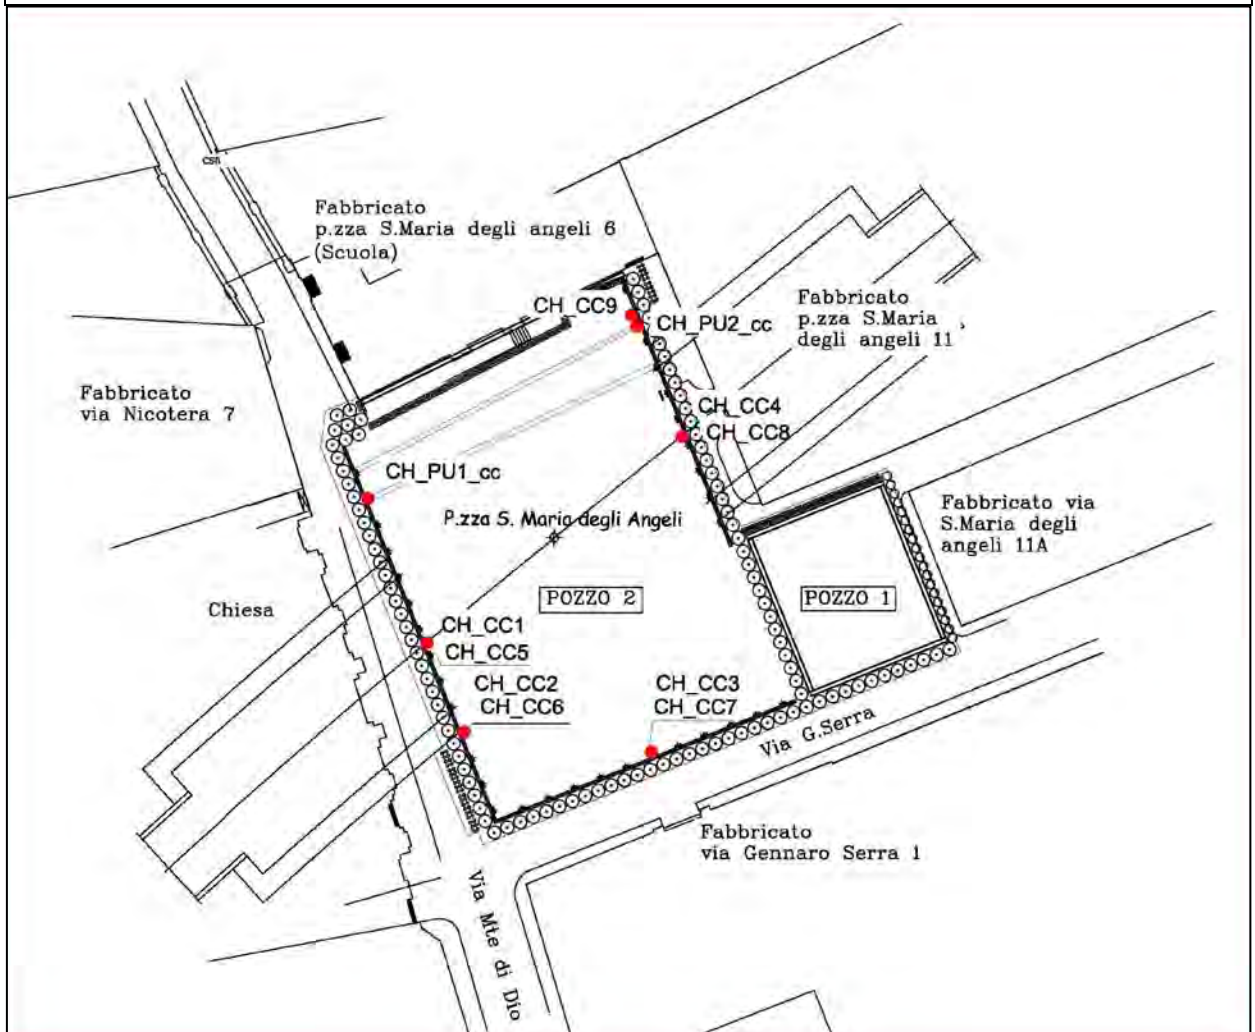 CSB
Fabbricato
p.zza S.Maria degli angeli 6
(Scuola)
CH_CC9
CH_PU2_cc
Fabbricato
p.zza S.Maria
degli angeli 11
Fabbricato
via Nicotera 7
CH_CC4
CH_CC8
CH_PU1_cc
P.zza S. Maria degli Angeli
Fabbricato via
S.Maria degli
angeli 11A
POZZO 2
POZZO 1
Chiesa
CH_CC1
CH_CC5
CH_CC2
CH_CC6
CH_CC3
CH_CC7
Via G.Serra
Fabbricato
via Gennaro Serra 1
Via Mte di Dio